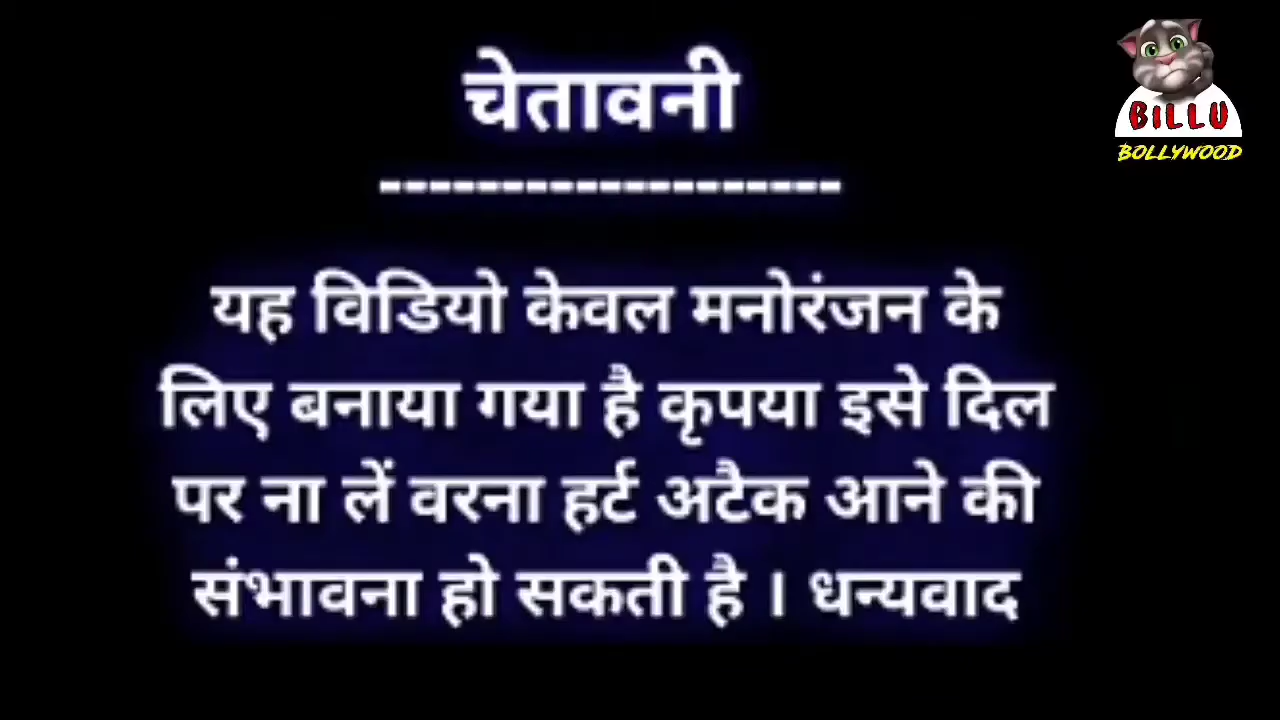 चेतावनी
-------------------
यह विडियो केवल मनोरंजन के
लिए बनाया गया है कृपया इसे दिल
पर ना लें वरना हर्ट अटैक आने की
संभावना हो सकती है । धन्यवाद
BILLU
BOLLYWOOD